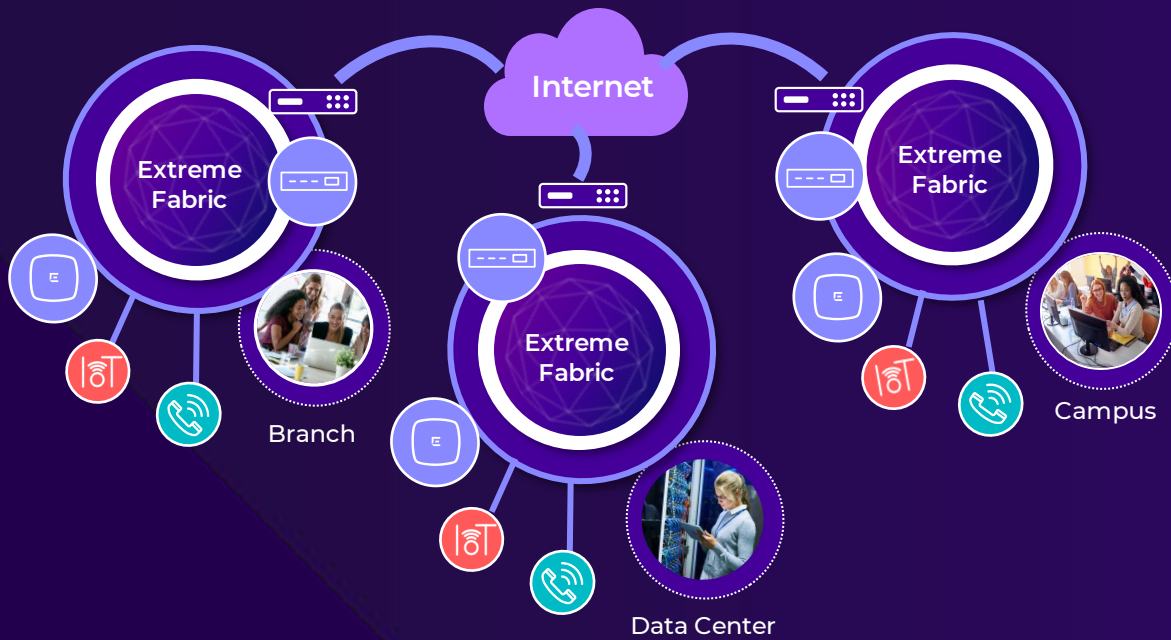 Internet
Extreme
Fabric
IoT
Branch
Extreme
Fabric
IoT
Data Center
Extreme
Fabric
IoT
Campus